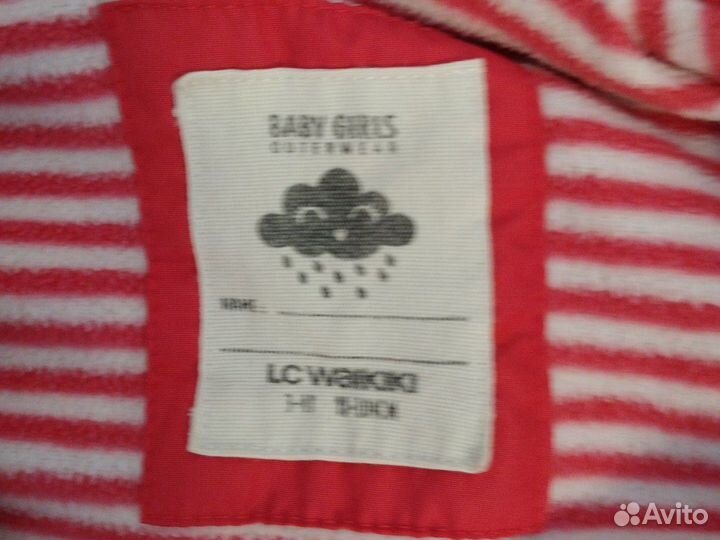 BABY GIRLS
OUTERWEAR
NAME..
LC WAIKIKI
Avito